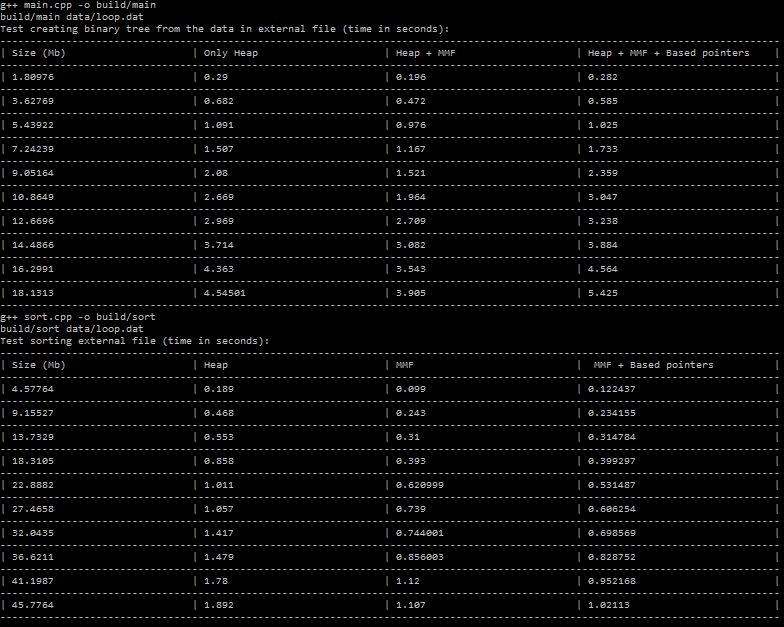 g++ main.cpp -o build/main
build/main data/loop.dat
Test creating binary tree from the data in external file (time in seconds):
| Size (Mb) | Only Heap | Heap + MMF | Heap + MMF + Based pointers |
| 1.80976 | 0.29 | 0.196 | 0.282 |
| 3.62769 | 0.682 | 0.472 | 0.585 |
| 5.43922 | 1.091 | 0.976 | 1.025 |
| 7.24239 | 1.507 | 1.167 | 1.733 |
| 9.05164 | 2.08 | 1.521 | 2.359 |
| 10.8649 | 2.669 | 1.964 | 3.047 |
| 12.6696 | 2.969 | 2.709 | 3.238 |
| 14.4866 | 3.714 | 3.082 | 3.884 |
| 16.2991 | 4.363 | 3.543 | 4.564 |
| 18.1313 | 4.54501 | 3.905 | 5.425 |
g++ sort.cpp -o build/sort
build/sort data/loop.dat
Test sorting external file (time in seconds):
| Size (Mb) | Heap | MMF | MMF + Based pointers |
| 4.57764 | 0.189 | 0.099 | 0.122437 |
| 9.15527 | 0.468 | 0.243 | 0.234155 |
| 13.7329 | 0.553 | 0.31 | 0.314784 |
| 18.3105 | 0.858 | 0.393 | 0.399297 |
| 22.8882 | 1.011 | 0.620999 | 0.531487 |
| 27.4658 | 1.057 | 0.739 | 0.606254 |
| 32.0435 | 1.417 | 0.744001 | 0.698569 |
| 36.6211 | 1.479 | 0.856003 | 0.828752 |
| 41.1987 | 1.78 | 1.12 | 0.952168 |
| 45.7764 | 1.892 | 1.107 | 1.02113 |